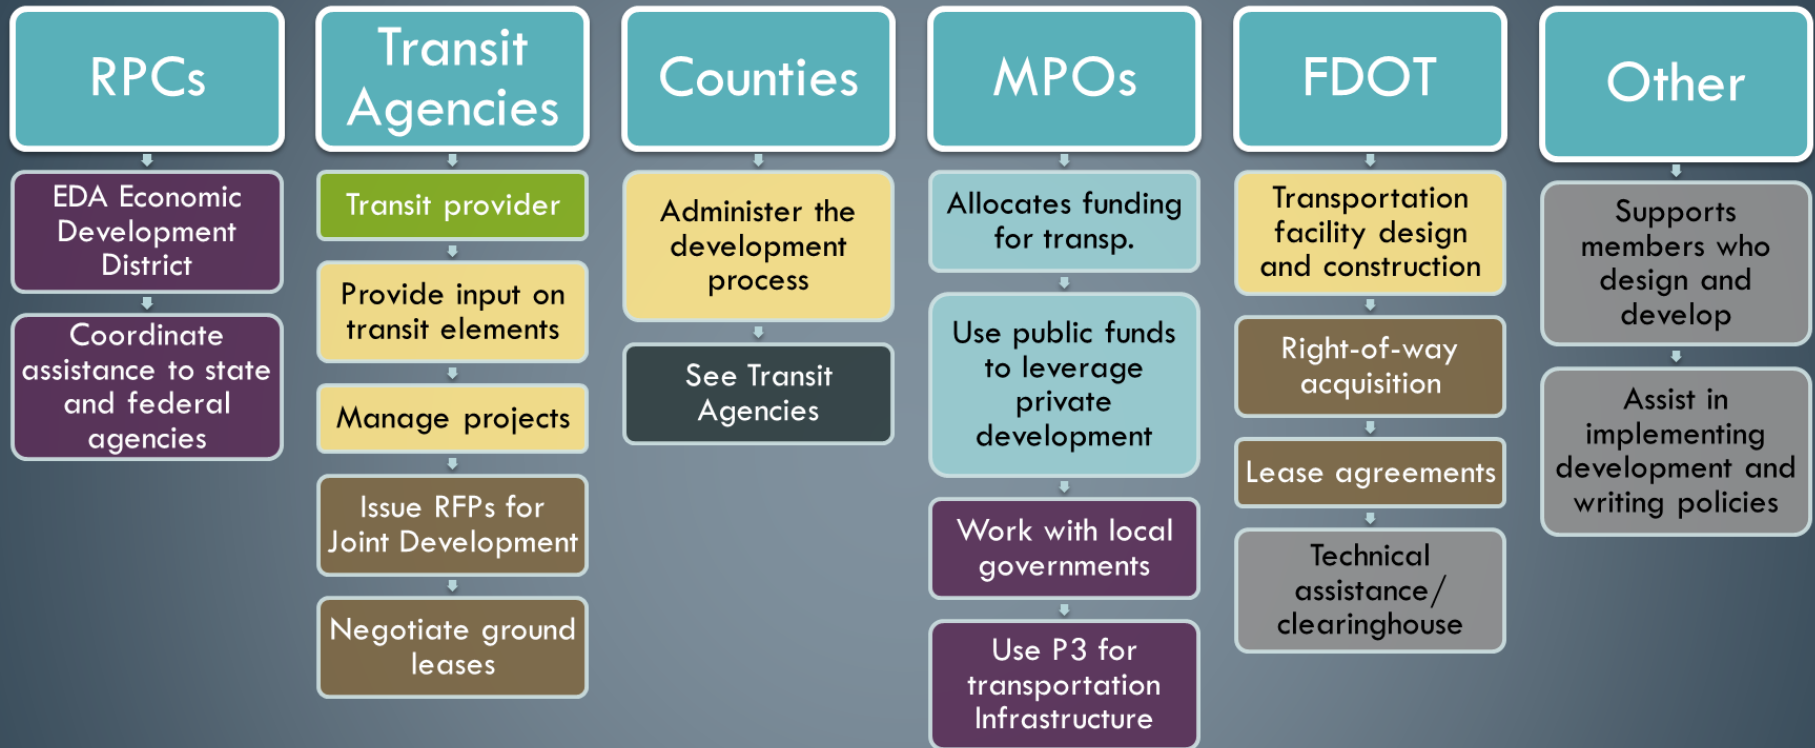 RPCs
EDA Economic
Development
District
Coordinate
assistance to state
and federal
agencies
Transit
Agencies
Transit provider
Provide input on
transit elements
Manage projects
Issue RFPs for
Joint Development
Negotiate ground
leases
Counties
Administer the
development
process
See Transit
Agencies
MPOs
Allocates funding
for transp.
Use public funds
to leverage
private
development
Work with local
governments
Use P3 for
transportation
Infrastructure
FDOT
Transportation
facility design
and construction
Right-of-way
acquisition
Lease agreements
Technical
assistance/
clearinghouse
Other
Supports
members who
design and
develop
Assist in
implementing
development and
writing policies